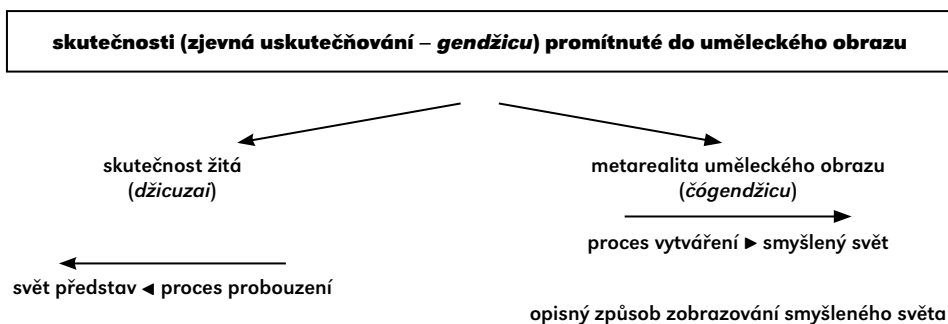 skutečnosti (zjevná uskutečňování – gendžicu) promítnuté do uměleckého obrazu
skutečnost žitá
(džicuzai)
metarealita uměleckého obrazu
(čógendžicu)
proces vytváření ► smyšlený svět
svět představ ◄ proces probouzení
opisný způsob zobrazování smyšleného světa